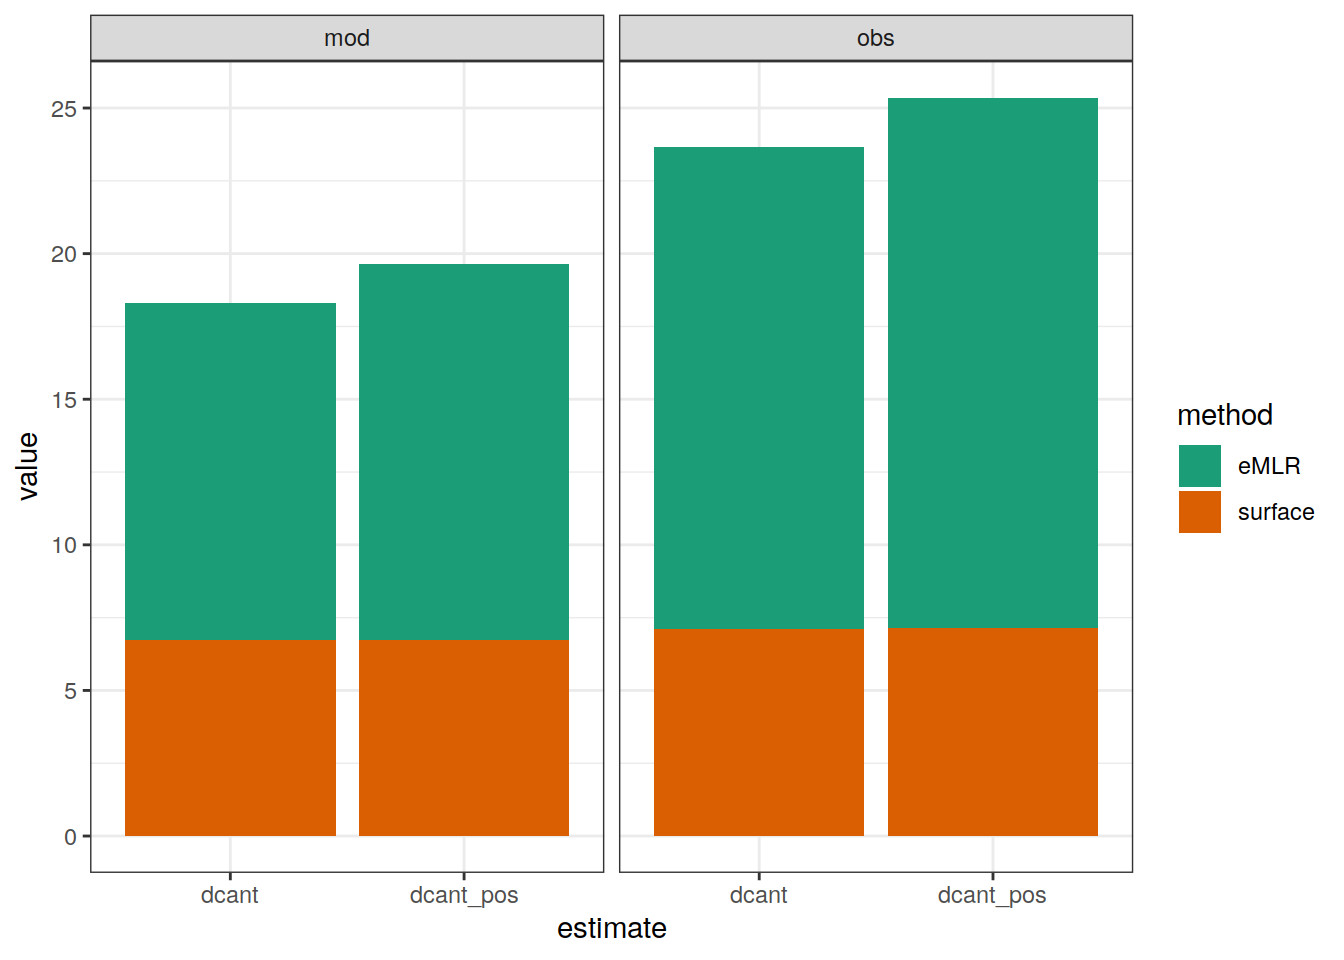 mod
obs
25
20
15
10
5
0
value
dcant
dcant_pos
dcant
dcant_pos
estimate
method
eMLR
surface